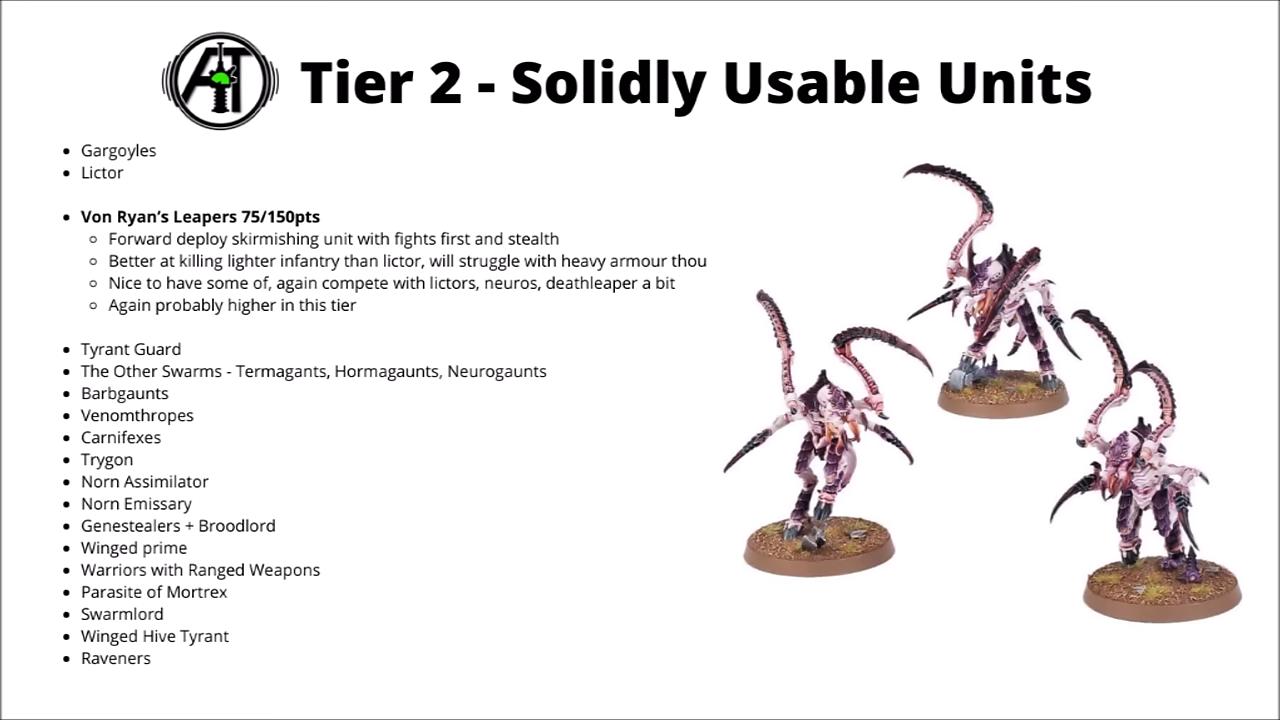 AT
Tier 2 - Solidly Usable Units
Gargoyles
Lictor
Von Ryan's Leapers 75/150pts
Forward deploy skirmishing unit with fights first and stealth
Better at killing lighter infantry than lictor, will struggle with heavy armour thou
Nice to have some of, again compete with lictors, neuros, deathleaper a bit
Again probably higher in this tier
Tyrant Guard
The Other Swarms - Termagants, Hormagaunts, Neurogaunts
Barbgaunts
Venomthropes
Carnifexes
Trygon
Norn Assimilator
Norn Emissary
Genestealers + Broodlord
Winged prime
Warriors with Ranged Weapons
Parasite of Mortrex
Swarmlord
Winged Hive Tyrant
Raveners